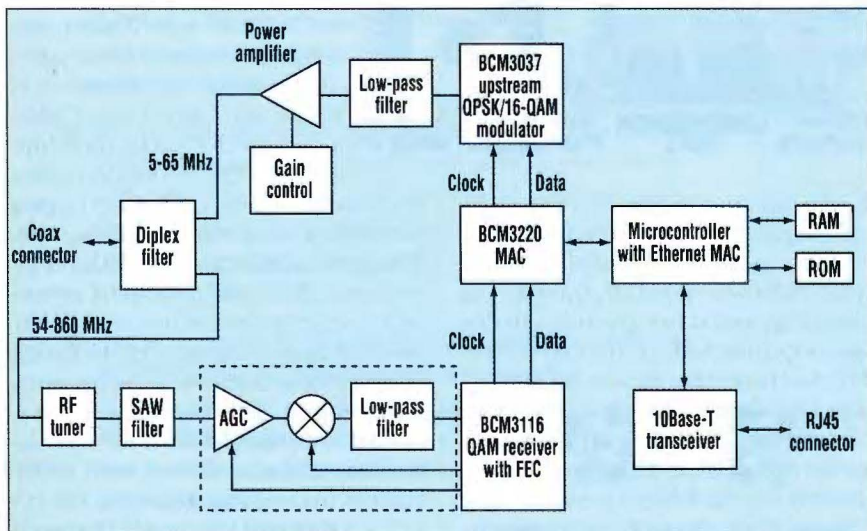 Power
amplifier
Low-pass
filter
BCM3037
upstream
QPSK/16-QAM
modulator
5-65 MHz
Gain
control
Clock
Data
Coax
connector
Diplex
filter
BCM3220
MAC
Microcontroller
with Ethernet MAC
RAM
ROM
54-860 MHz
Clock
Data
RF
tuner
SAW
filter
AGC
Low-pass
filter
BCM3116
QAM receiver
with FEC
10Base-T
transceiver
RJ45
connector